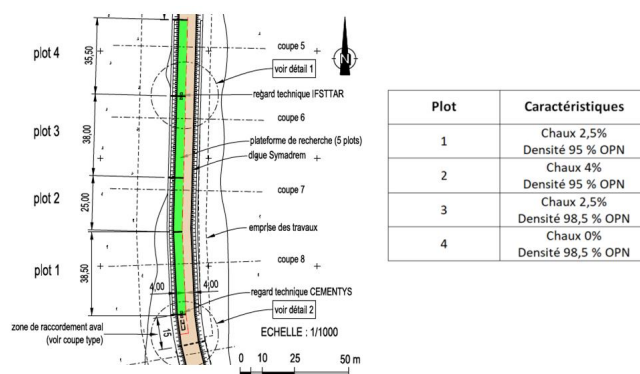 plot 4
35,50
coupe 5
voir détail 1
N
regard technique IFSTTAR
coupe 6
plot 3
38,00
plateforme de recherche (5 plots)
digue Symadrem
plot 2
25,00
coupe 7
emprise des travaux
plot 1
38,50
coupe 8
4,00
4,00
regard technique CEMENTYS
voir détail 2
zone de raccordement aval
(voir coupe type)
15
ECHELLE : 1/1000
0 10 25 50 m
Plot Caractéristiques
1
Chaux 2,5%
Densité 95 % OPN
2
Chaux 4%
Densité 95 % OPN
3
Chaux 2,5%
Densité 98,5 % OPN
4
Chaux 0%
Densité 98,5 % OPN